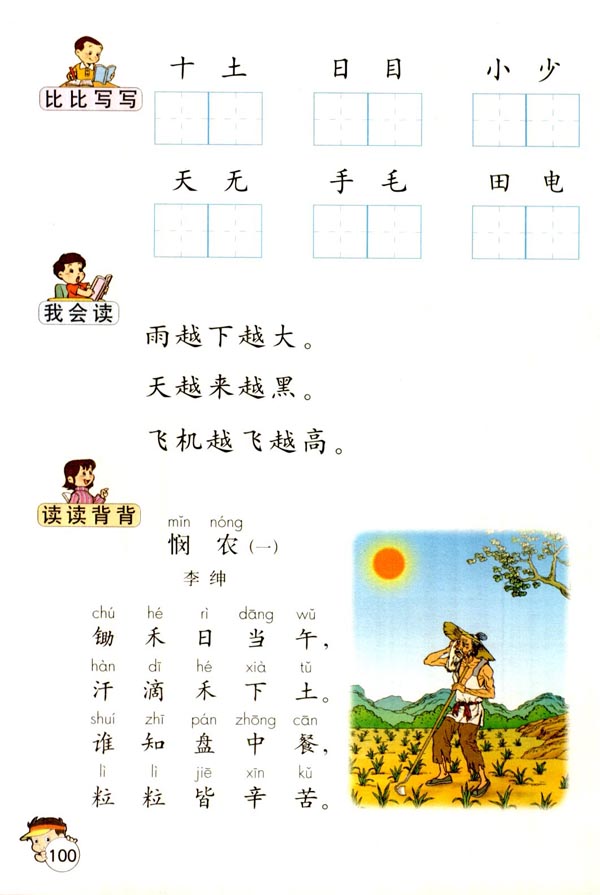 比比写写
十 土 日 目 小 少
天 无 手 毛 田 电
我会读
雨越下越大。
天越来越黑。
飞机越飞越高。
读读背背
mǐn nóng
悯 农(一)
李 绅
chú hé rì dāng wǔ
锄 禾 日 当 午,
hàn dī hé xià tǔ
汗 滴 禾 下 土。
shuí zhī pán zhōng cān
谁 知 盘 中 餐,
lì lì jiē xīn kǔ
粒 粒 皆 辛 苦。
100